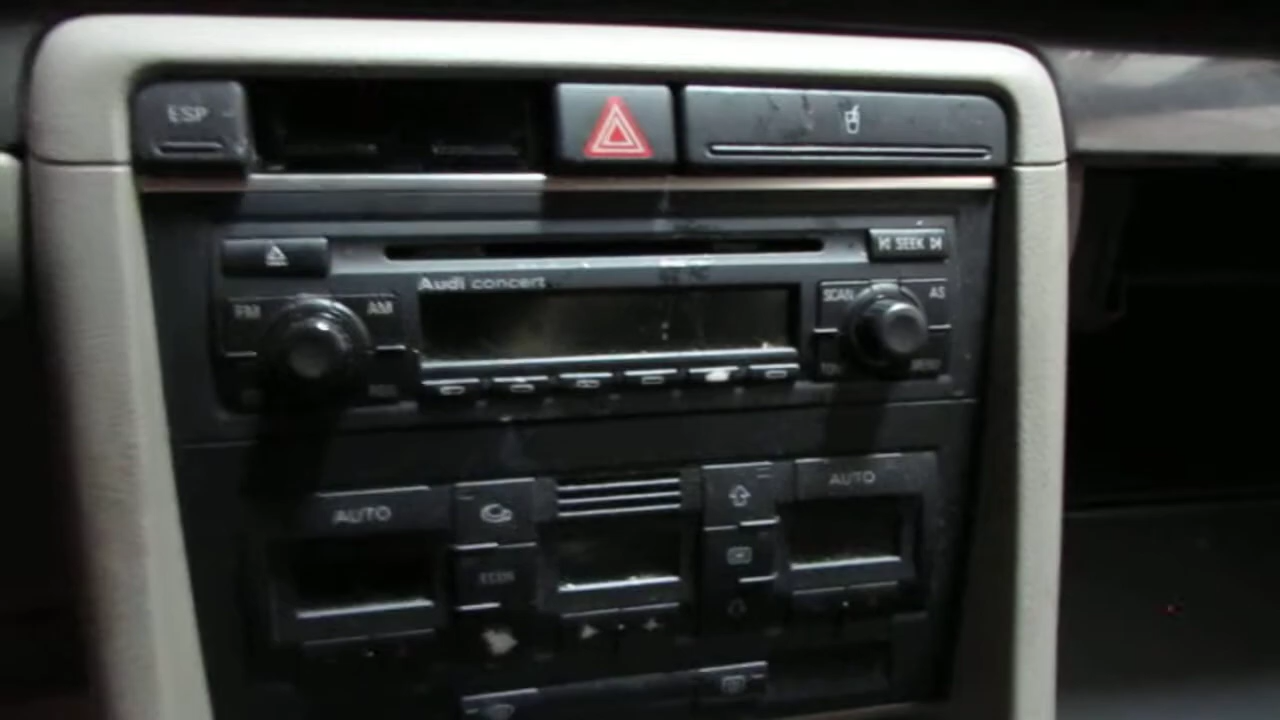 ESP
SEEK
Audi concert
FM AM
SCAN AS
AUTO
AUTO
ECON